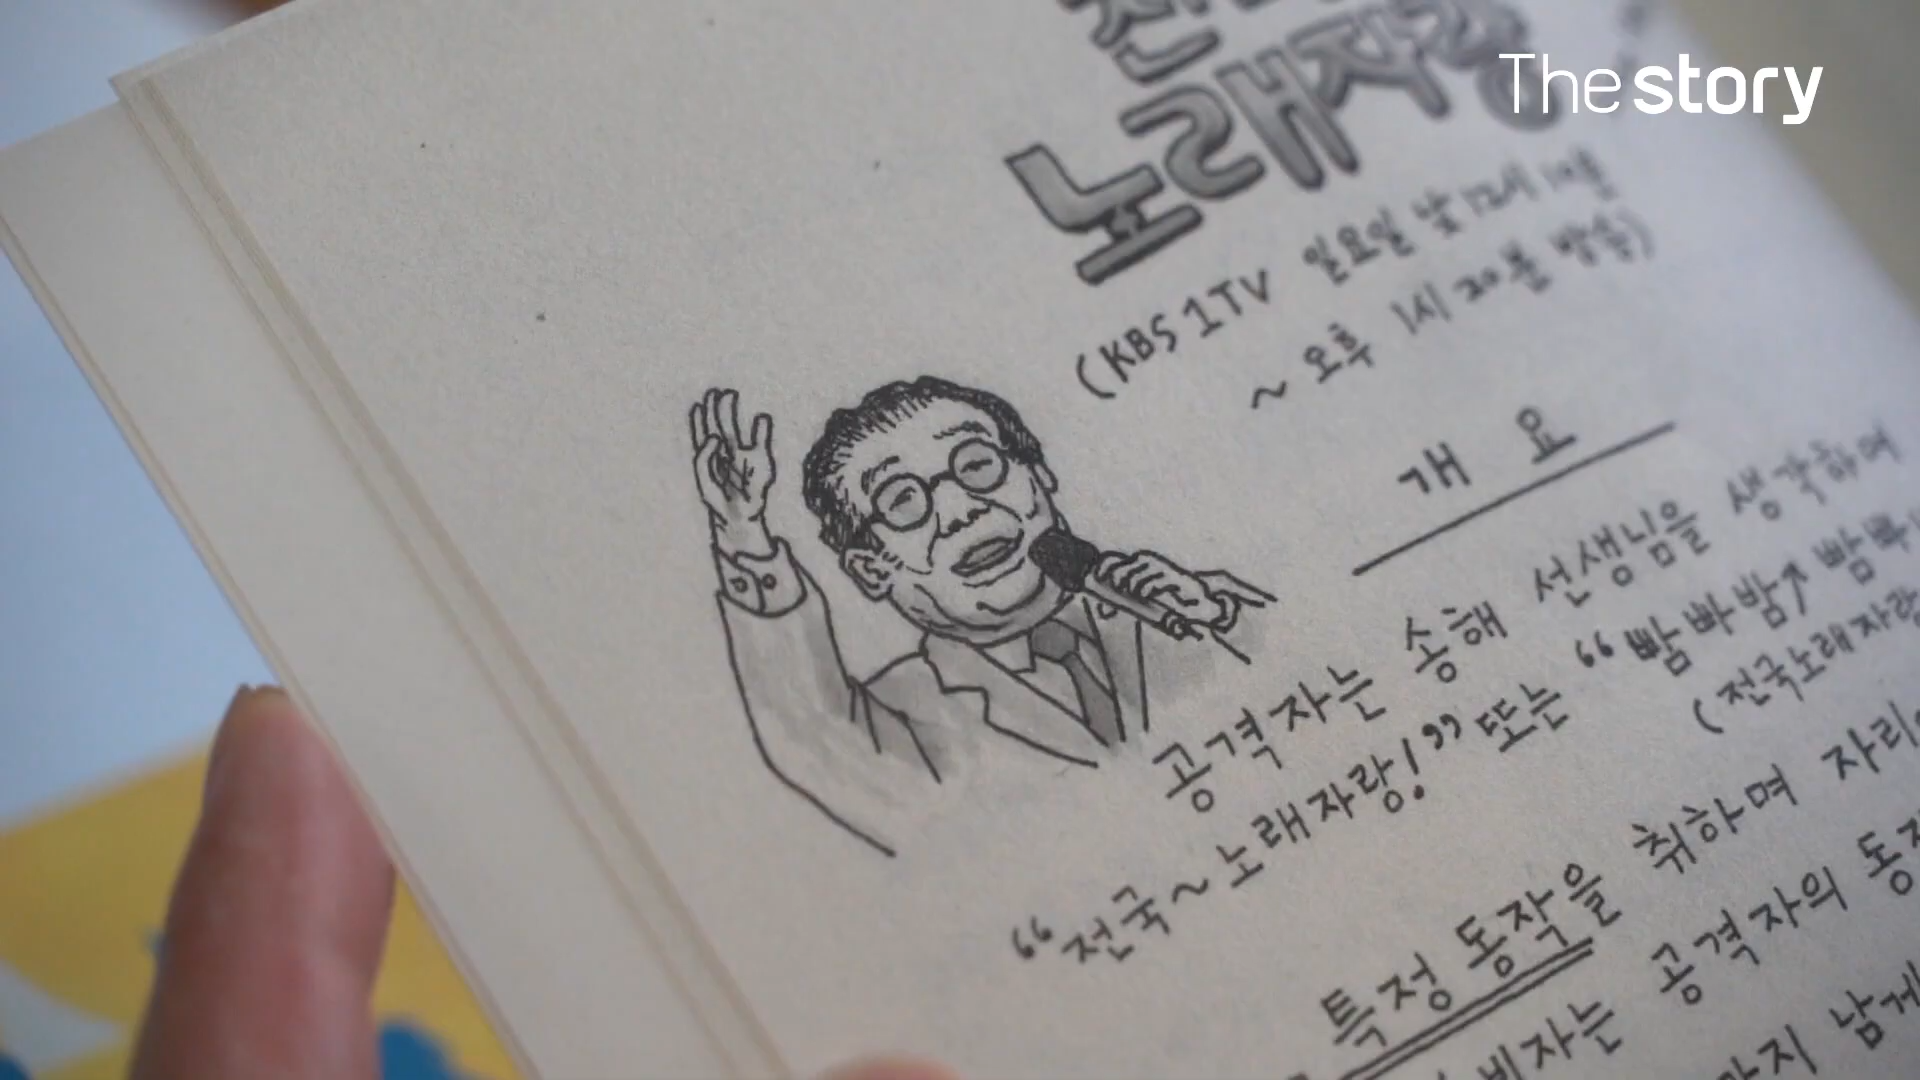 The story
노래자랑
(KBS 1TV 일요일 낮 12시 10분
~ 오후 1시 20분 방송)
개요
공격자는 송해 선생님을 생각하며
“전국~노래자랑!” 또는 “빰빠밤↗ 빰빠
(전국노래자랑
특정 동작을 취하며 자리
공격자의 동작
까지 남게